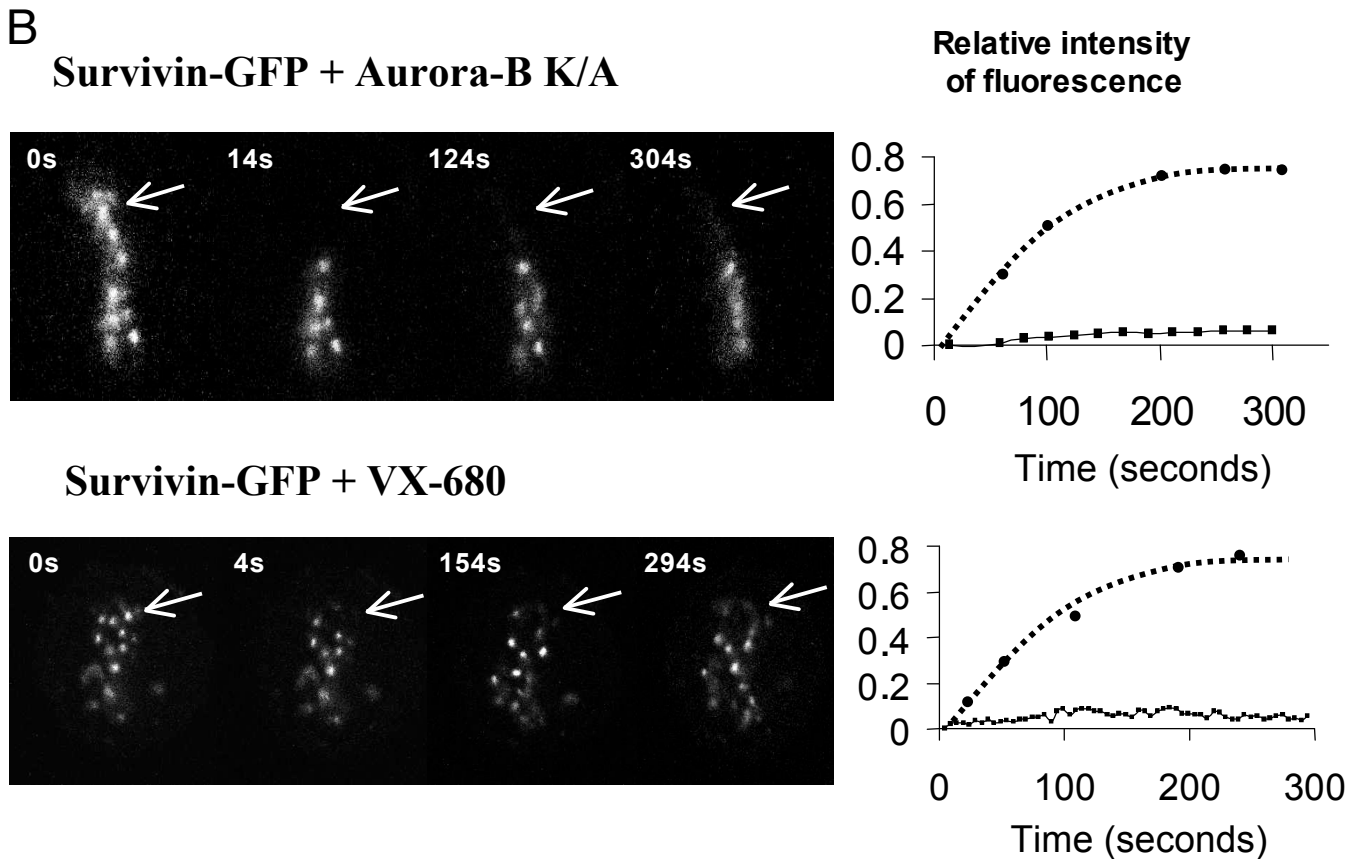 B
Survivin-GFP + Aurora-B K/A
Relative intensity
of fluorescence
0s
14s
124s
304s
0.8
0.6
0.4
0.2
0
0 100 200 300
Time (seconds)
Survivin-GFP + VX-680
0s
4s
154s
294s
0.8
0.6
0.4
0.2
0
0 100 200 300
Time (seconds)